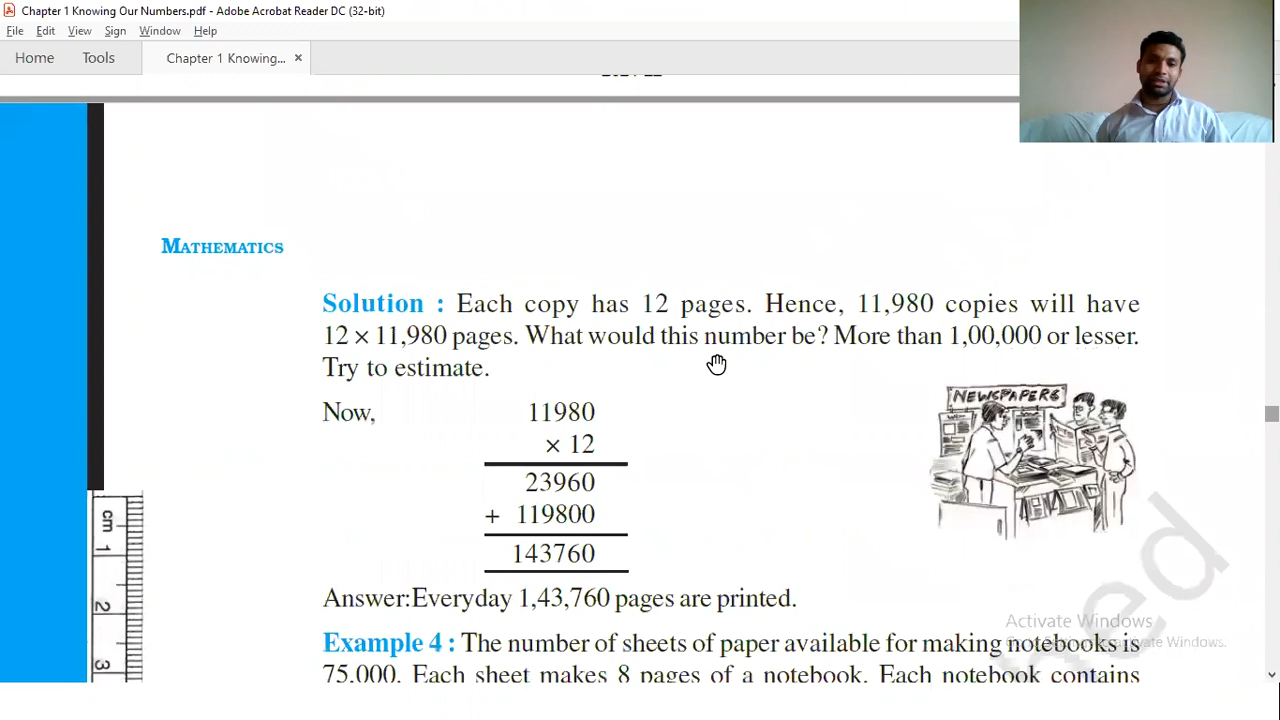 Chapter 1 Knowing Our Numbers.pdf - Adobe Acrobat Reader DC (32-bit)
File Edit View Sign Window Help
Home Tools Chapter 1 Knowing... ×
MATHEMATICS
Solution : Each copy has 12 pages. Hence, 11,980 copies will have
12 × 11,980 pages. What would this number be? More than 1,00,000 or lesser.
Try to estimate.
NEWSPAPERS
Now, 11980
× 12
23960
+ 119800
143760
cm
1
2
3
Answer:Everyday 1,43,760 pages are printed.
Activate Windows
Example 4 : The number of sheets of paper available for making notebooks is
75,000. Each sheet makes 8 pages of a notebook. Each notebook contains